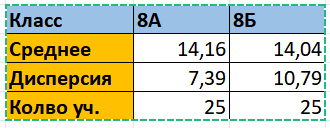 Класс 8А 8Б
Среднее 14,16 14,04
Дисперсия 7,39 10,79
Колво уч. 25 25